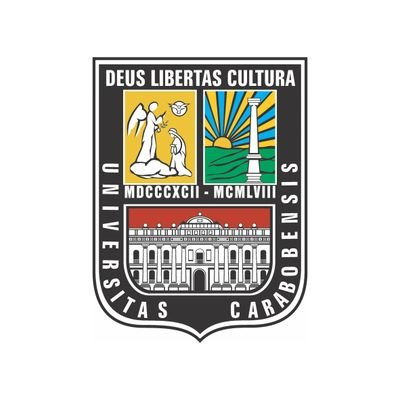 DEUS LIBERTAS CULTURA
MDCCCXCII - MCMLVIII
UNIVERSITAS CARABOBENSIS